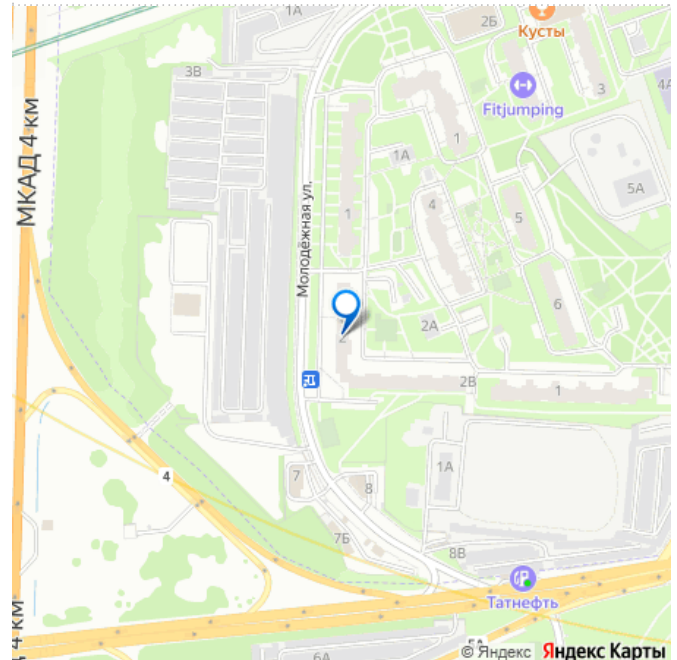 1А
2Б
Кусты
3В
Fitjumping
3
4А
МКАД 4 км
1
1А
5А
Молодёжная ул.
1
4
5
6
2А
2
2В
1
4
7
8
1А
7Б
8В
Татнефть
4 км
5А
6А
© Яндекс Яндекс Карты